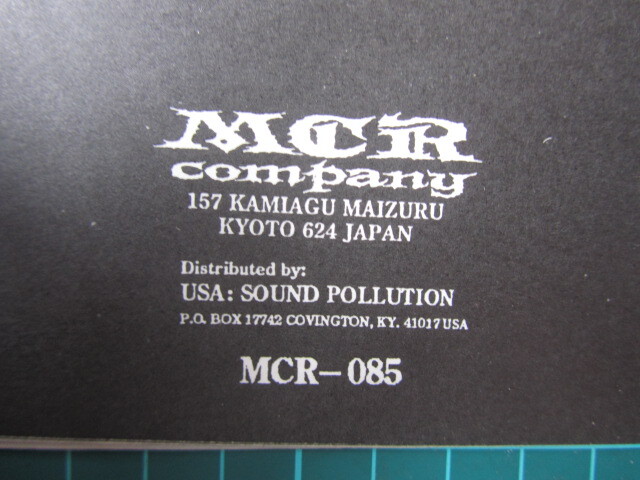 MCR
company
157 KAMIAGU MAIZURU
KYOTO 624 JAPAN
Distributed by:
USA: SOUND POLLUTION
P.O. BOX 17742 COVINGTON, KY. 41017 USA
MCR-085